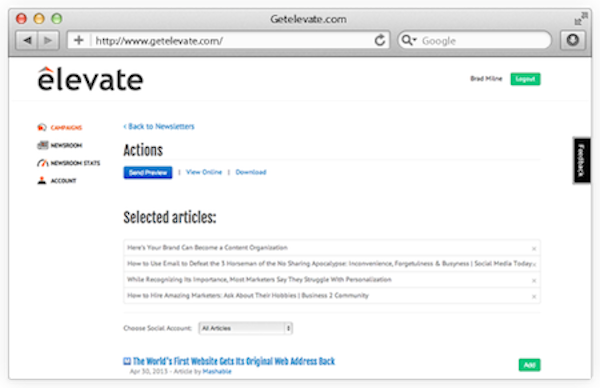 Getelevate.com
http://www.getelevate.com/
Google
elevate
Brad Milne
Logout
CAMPAIGNS
NEWSROOM
NEWSROOM STATS
ACCOUNT
‹ Back to Newsletters
Actions
Send Preview | View Online | Download
Feedback
Selected articles:
Here's Your Brand Can Become a Content Organization ×
How to Use Email to Defeat the 3 Horseman of the No Sharing Apocalypse: Inconvenience, Forgetfulness & Busyness | Social Media Today ×
While Recognizing Its Importance, Most Marketers Say They Struggle With Personalization ×
How to Hire Amazing Marketers: Ask About Their Hobbies | Business 2 Community ×
Choose Social Account: All Articles
The World's First Website Gets Its Original Web Address Back
Add
Apr 30, 2013 - Article by Mashable